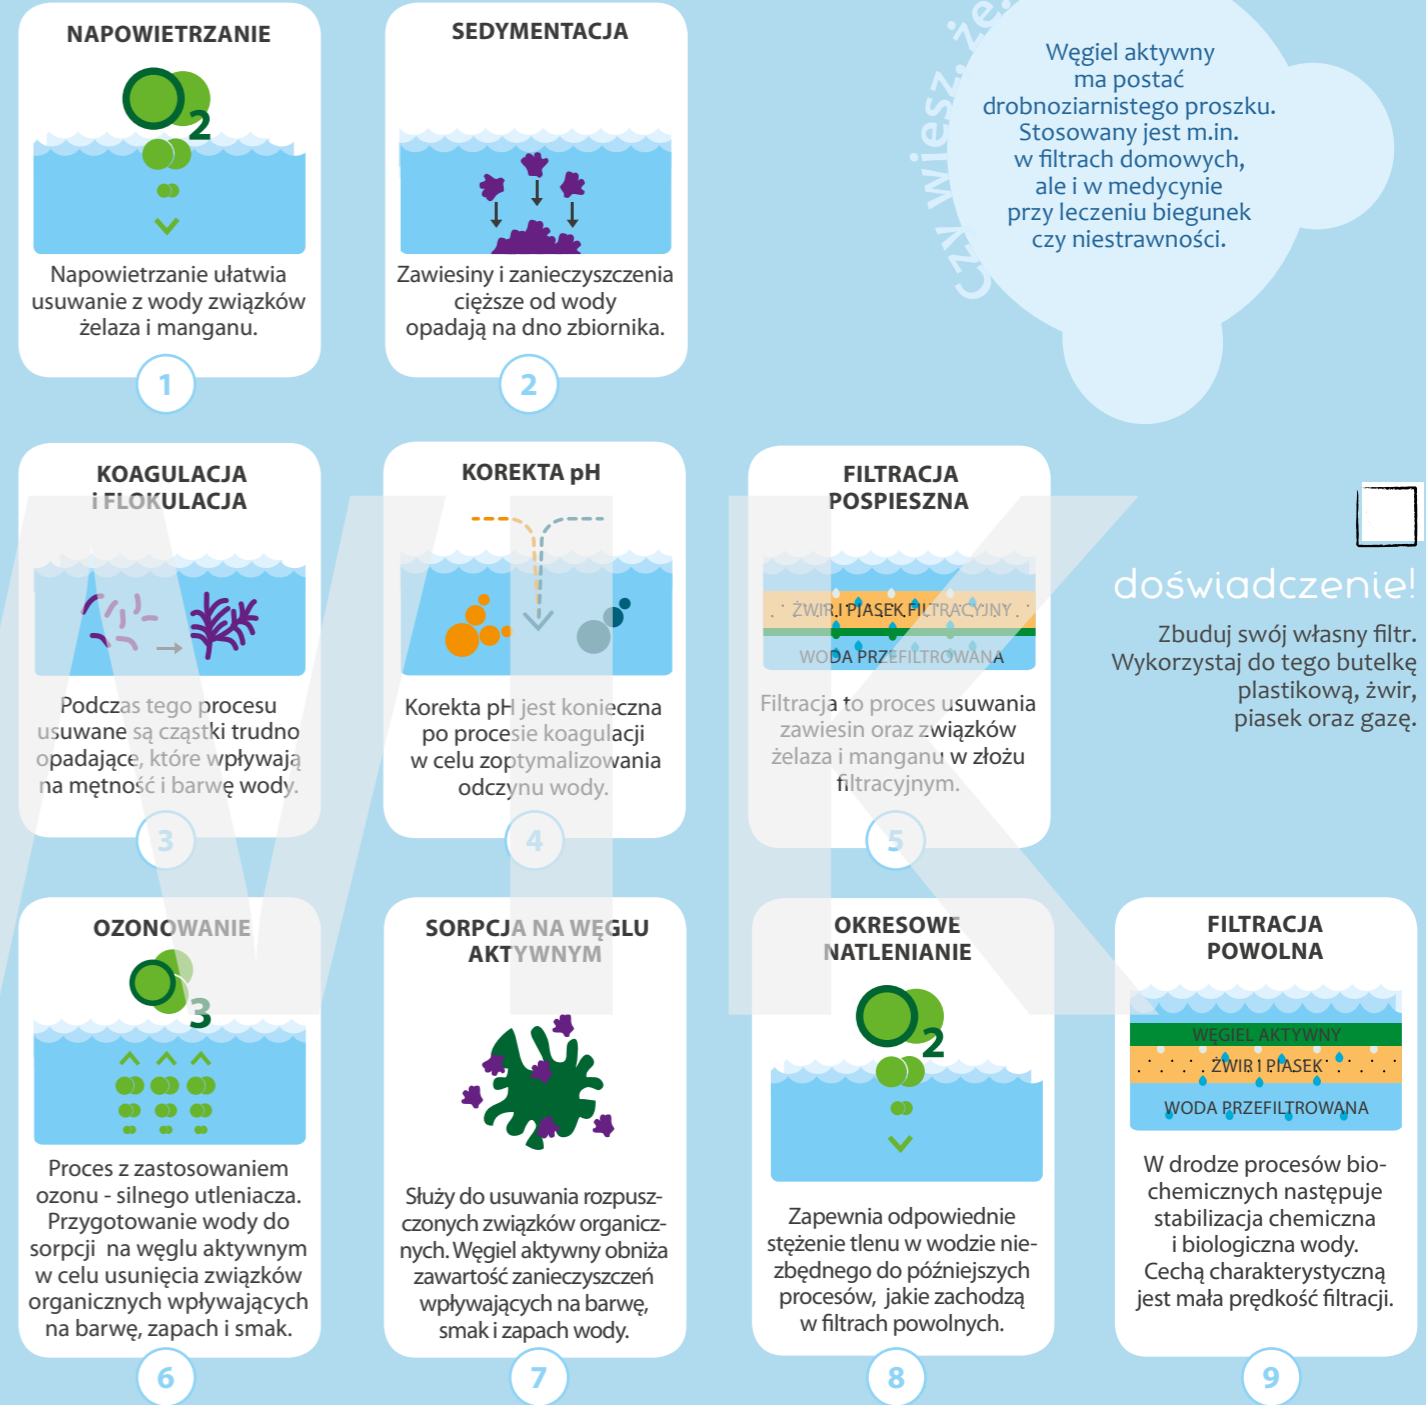 NAPOWIETRZANIE
2
Napowietrzanie ułatwia
usuwanie z wody związków
żelaza i manganu.
1
SEDYMENTACJA
Zawiesiny i zanieczyszczenia
cięższe od wody
opadają na dno zbiornika.
2
czy wiesz, że...
Węgiel aktywny
ma postać
drobnoziarnistego proszku.
Stosowany jest m.in.
w filtrach domowych,
ale i w medycynie
przy leczeniu biegunek
czy niestrawności.
KOAGULACJA
i FLOKULACJA
Podczas tego procesu
usuwane są cząstki trudno
opadające, które wpływają
na mętność i barwę wody.
3
KOREKTA pH
Korekta pH jest konieczna
po procesie koagulacji
w celu zoptymalizowania
odczynu wody.
4
FILTRACJA
POSPIESZNA
ŻWIR I PIASEK FILTRACYJNY
WODA PRZEFILTROWANA
Filtracja to proces usuwania
zawiesin oraz związków
żelaza i manganu w złożu
filtracyjnym.
5
doświadczenie!
Zbuduj swój własny filtr.
Wykorzystaj do tego butelkę
plastikową, żwir,
piasek oraz gazę.
OZONOWANIE
3
Proces z zastosowaniem
ozonu - silnego utleniacza.
Przygotowanie wody do
sorpcji na węglu aktywnym
w celu usunięcia związków
organicznych wpływających
na barwę, zapach i smak.
6
SORPCJA NA WĘGLU
AKTYWNYM
Służy do usuwania rozpusz-
czonych związków organicz-
nych. Węgiel aktywny obniża
zawartość zanieczyszczeń
wpływających na barwę,
smak i zapach wody.
7
OKRESOWE
NATLENIANIE
2
Zapewnia odpowiednie
stężenie tlenu w wodzie nie-
zbędnego do późniejszych
procesów, jakie zachodzą
w filtrach powolnych.
8
FILTRACJA
POWOLNA
WĘGIEL AKTYWNY
ŻWIR I PIASEK
WODA PRZEFILTROWANA
W drodze procesów bio-
chemicznych następuje
stabilizacja chemiczna
i biologiczna wody.
Cechą charakterystyczną
jest mała prędkość filtracji.
9